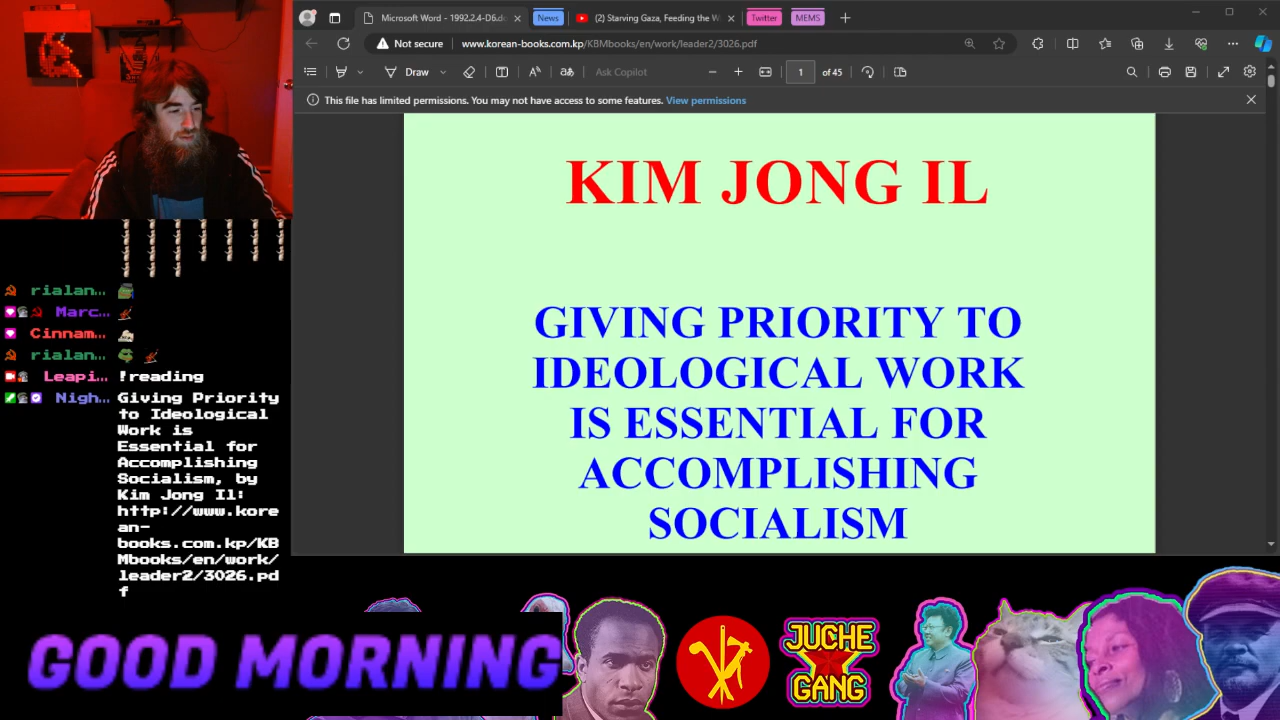 Microsoft Word - 1992.2.4-D6.do
News
(2) Starving Gaza, Feeding the W
Twitter
MEMS
Not secure
www.korean-books.com.kp/KBMbooks/en/work/leader2/3026.pdf
Draw
Ask Copilot
1 of 45
This file has limited permissions. You may not have access to some features. View permissions
KIM JONG IL
GIVING PRIORITY TO
IDEOLOGICAL WORK
IS ESSENTIAL FOR
ACCOMPLISHING
SOCIALISM
rialan...
Marc...
Cinnam...
rialan...
Leapi... !reading
Nigh... Giving Priority
to Ideological
Work is
Essential for
Accomplishing
Socialism, by
Kim Jong Il:
http://www.kore
an-
books.com.kp/KB
Mbooks/en/work/
leader2/3026.pd
f
GOOD MORNING
JUCHE
GANG